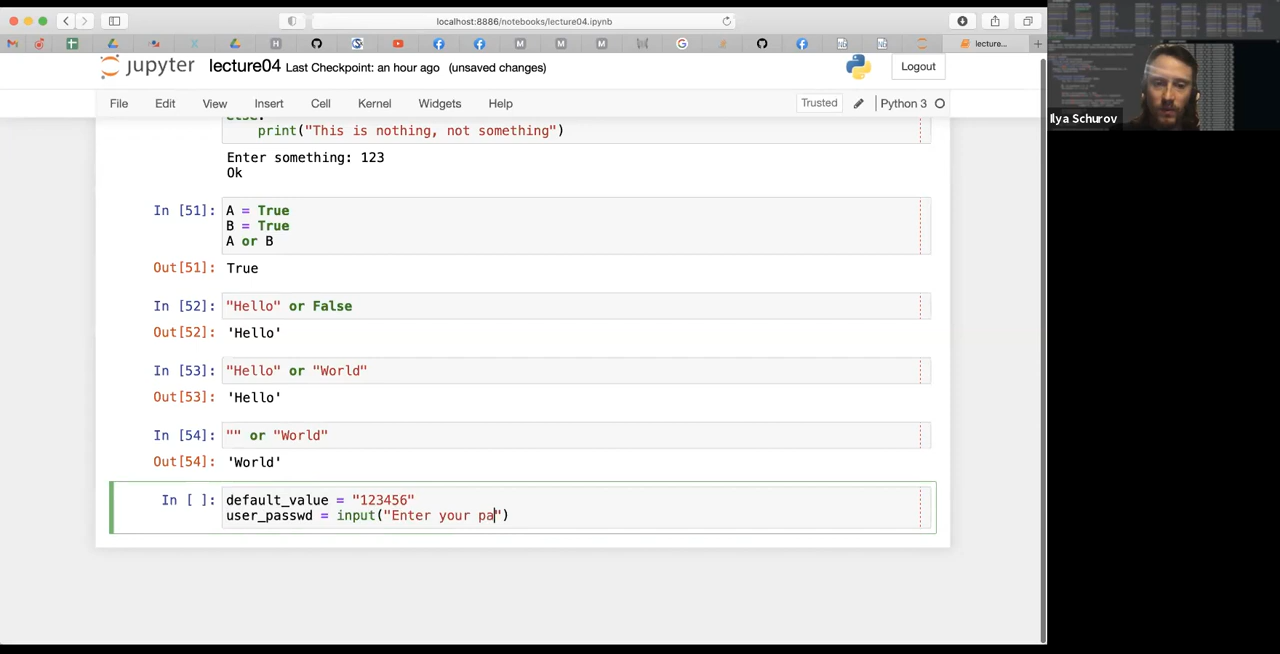 localhost:8886/notebooks/lecture04.ipynb
lecture...
jupyter lecture04 Last Checkpoint: an hour ago (unsaved changes)
Logout
File Edit View Insert Cell Kernel Widgets Help
Trusted Python 3
else:
print("This is nothing, not something")
Enter something: 123
Ok
In [51]: A = True
B = True
A or B
Out[51]: True
In [52]: "Hello" or False
Out[52]: 'Hello'
In [53]: "Hello" or "World"
Out[53]: 'Hello'
In [54]: "" or "World"
Out[54]: 'World'
In [ ]: default_value = "123456"
user_passwd = input("Enter your pa")
Ilya Schurov